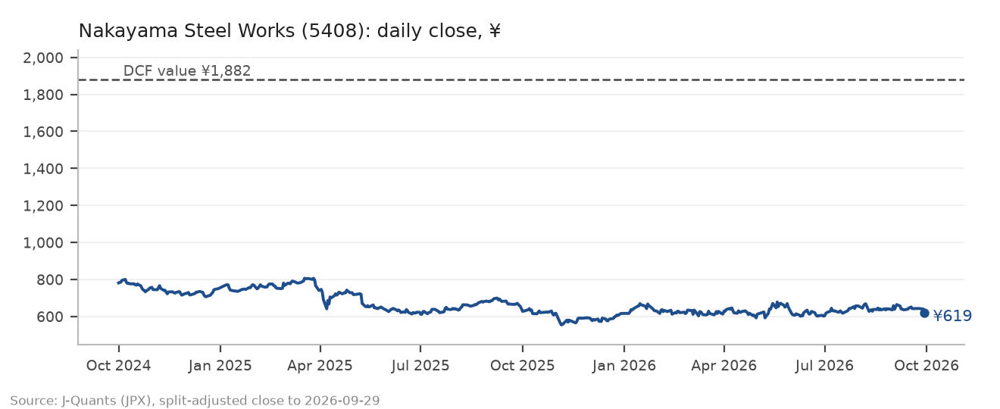 Nakayama Steel Works (5408): daily close, ¥
2,000
DCF value ¥1,882
1,800
1,600
1,400
1,200
1,000
800
600
¥619
Oct 2024 Jan 2025 Apr 2025 Jul 2025 Oct 2025 Jan 2026 Apr 2026 Jul 2026 Oct 2026
Source: J-Quants (JPX), split-adjusted close to 2026-09-29